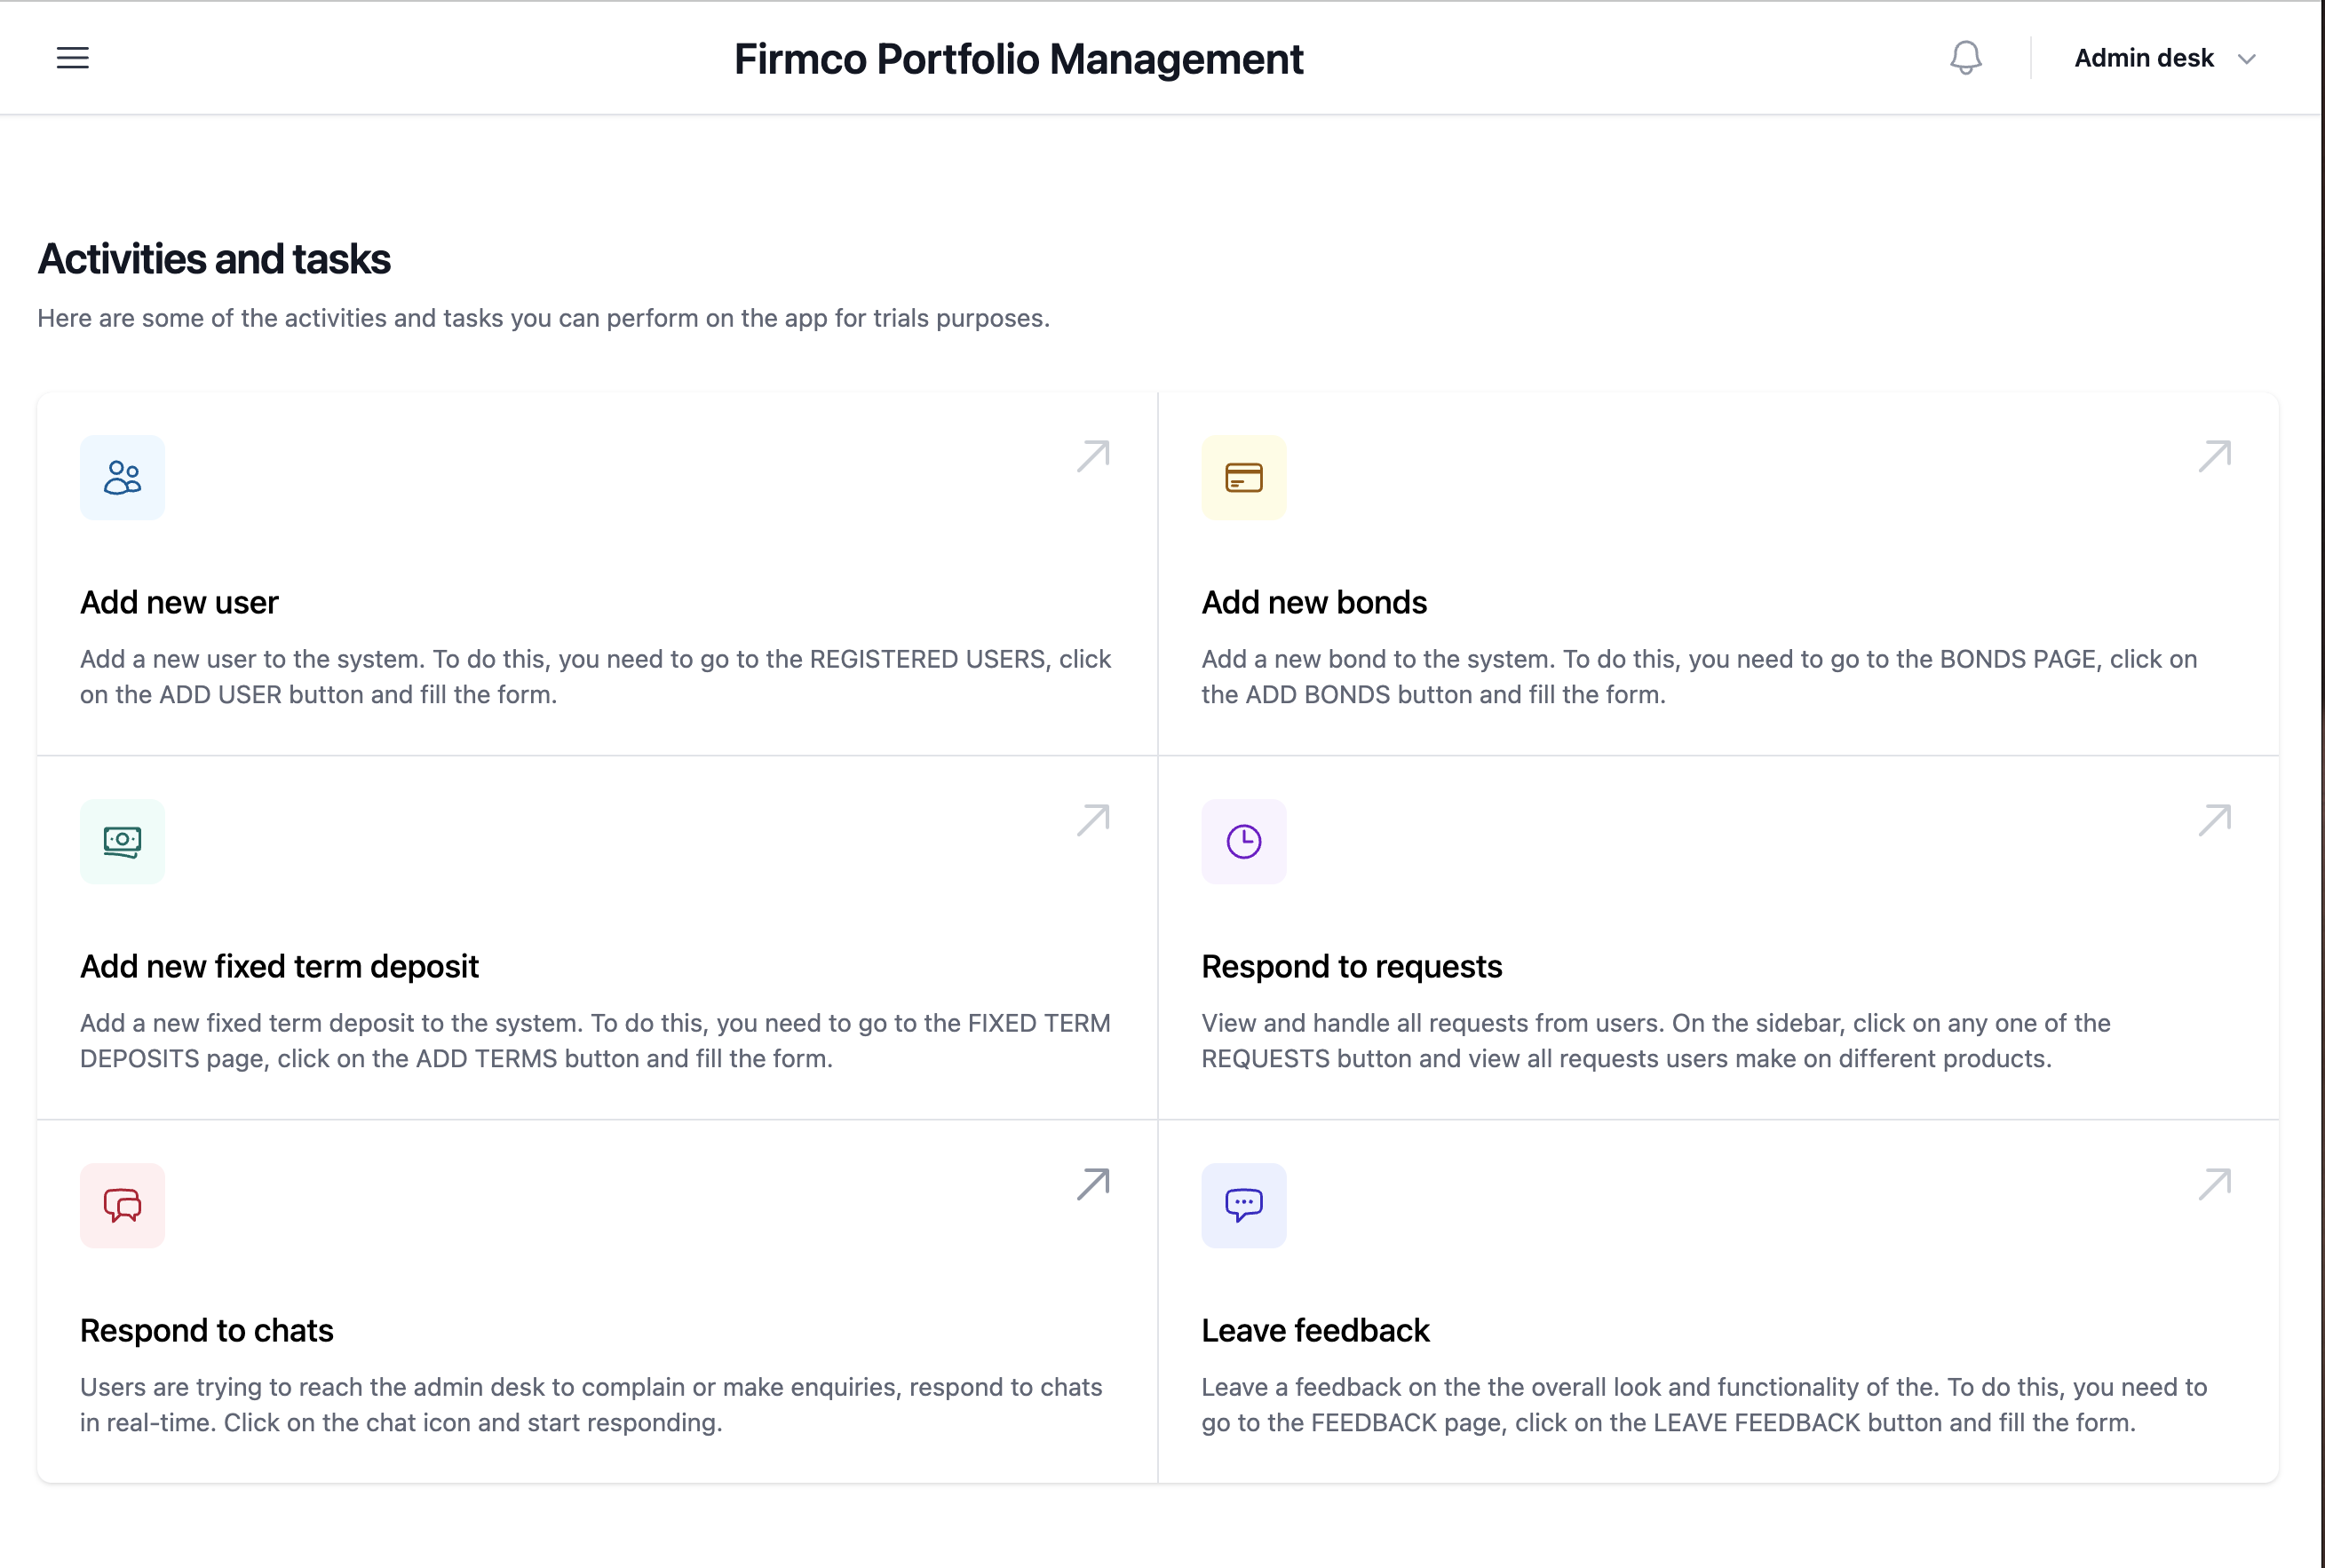 Firmco Portfolio Management
Admin desk
Activities and tasks
Here are some of the activities and tasks you can perform on the app for trials purposes.
Add new user
Add a new user to the system. To do this, you need to go to the REGISTERED USERS, click
on the ADD USER button and fill the form.
Add new bonds
Add a new bond to the system. To do this, you need to go to the BONDS PAGE, click on
the ADD BONDS button and fill the form.
Add new fixed term deposit
Add a new fixed term deposit to the system. To do this, you need to go to the FIXED TERM
DEPOSITS page, click on the ADD TERMS button and fill the form.
Respond to requests
View and handle all requests from users. On the sidebar, click on any one of the
REQUESTS button and view all requests users make on different products.
Respond to chats
Users are trying to reach the admin desk to complain or make enquiries, respond to chats
in real-time. Click on the chat icon and start responding.
Leave feedback
Leave a feedback on the the overall look and functionality of the. To do this, you need to
go to the FEEDBACK page, click on the LEAVE FEEDBACK button and fill the form.